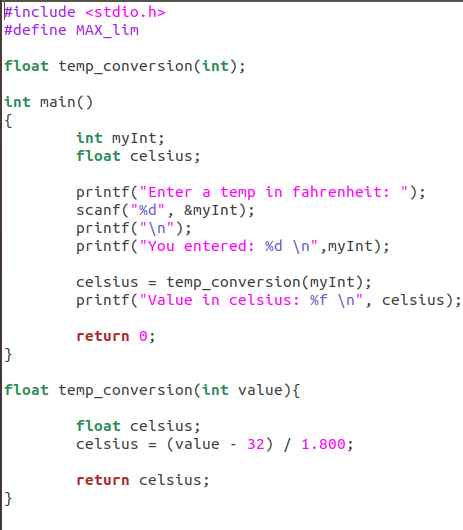 #include <stdio.h>
#define MAX_lim

float temp_conversion(int);

int main()
{
        int myInt;
        float celsius;

        printf("Enter a temp in fahrenheit: ");
        scanf("%d", &myInt);
        printf("\n");
        printf("You entered: %d \n",myInt);

        celsius = temp_conversion(myInt);
        printf("Value in celsius: %f \n", celsius);

        return 0;
}

float temp_conversion(int value){

        float celsius;
        celsius = (value - 32) / 1.800;

        return celsius;
}